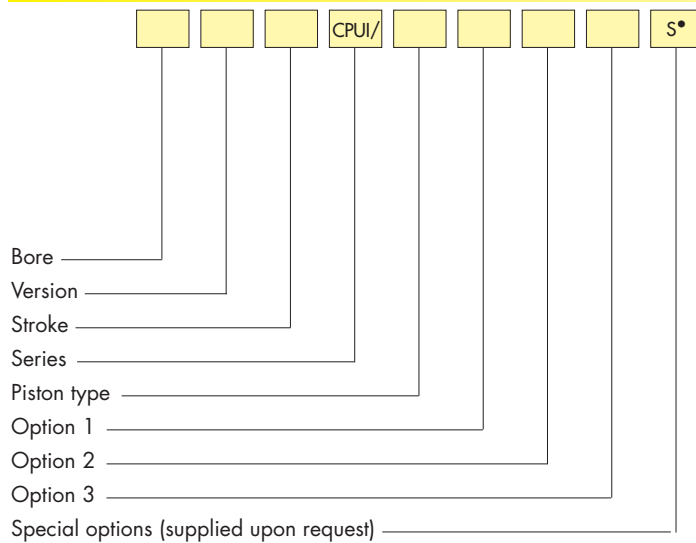 CPUI/ S•
Bore
Version
Stroke
Series
Piston type
Option 1
Option 2
Option 3
Special options (supplied upon request)